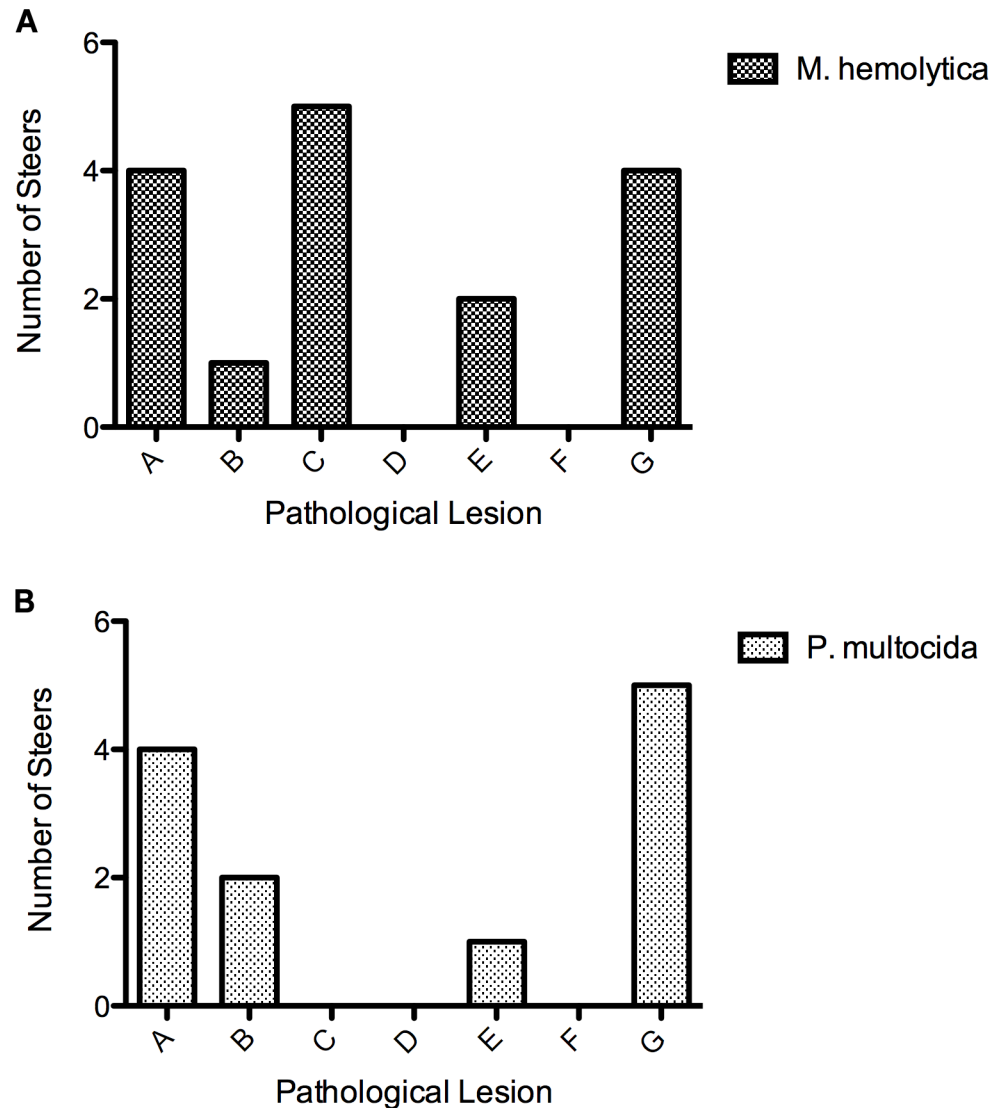 A
6
4
2
0
Number of Steers
M. hemolytica
A B C D E F G
Pathological Lesion
B
6
4
2
0
Number of Steers
P. multocida
A B C D E F G
Pathological Lesion